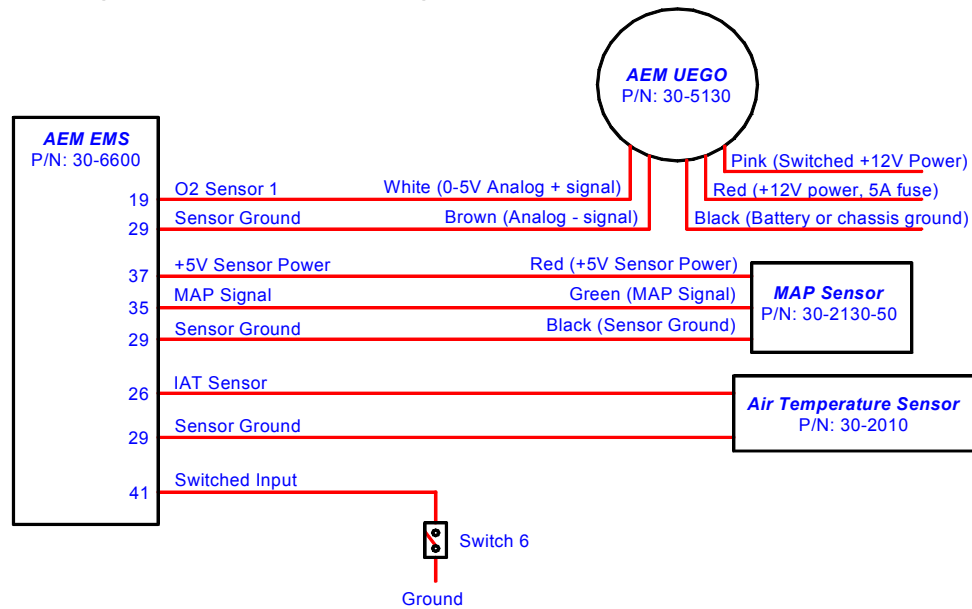 AEM UEGO
P/N: 30-5130
AEM EMS
P/N: 30-6600
Pink (Switched +12V Power)
19 O2 Sensor 1 White (0-5V Analog + signal) Red (+12V power, 5A fuse)
29 Sensor Ground Brown (Analog - signal) Black (Battery or chassis ground)
37 +5V Sensor Power Red (+5V Sensor Power)
35 MAP Signal Green (MAP Signal)
29 Sensor Ground Black (Sensor Ground)
MAP Sensor
P/N: 30-2130-50
26 IAT Sensor
29 Sensor Ground
Air Temperature Sensor
P/N: 30-2010
41 Switched Input
Switch 6
Ground